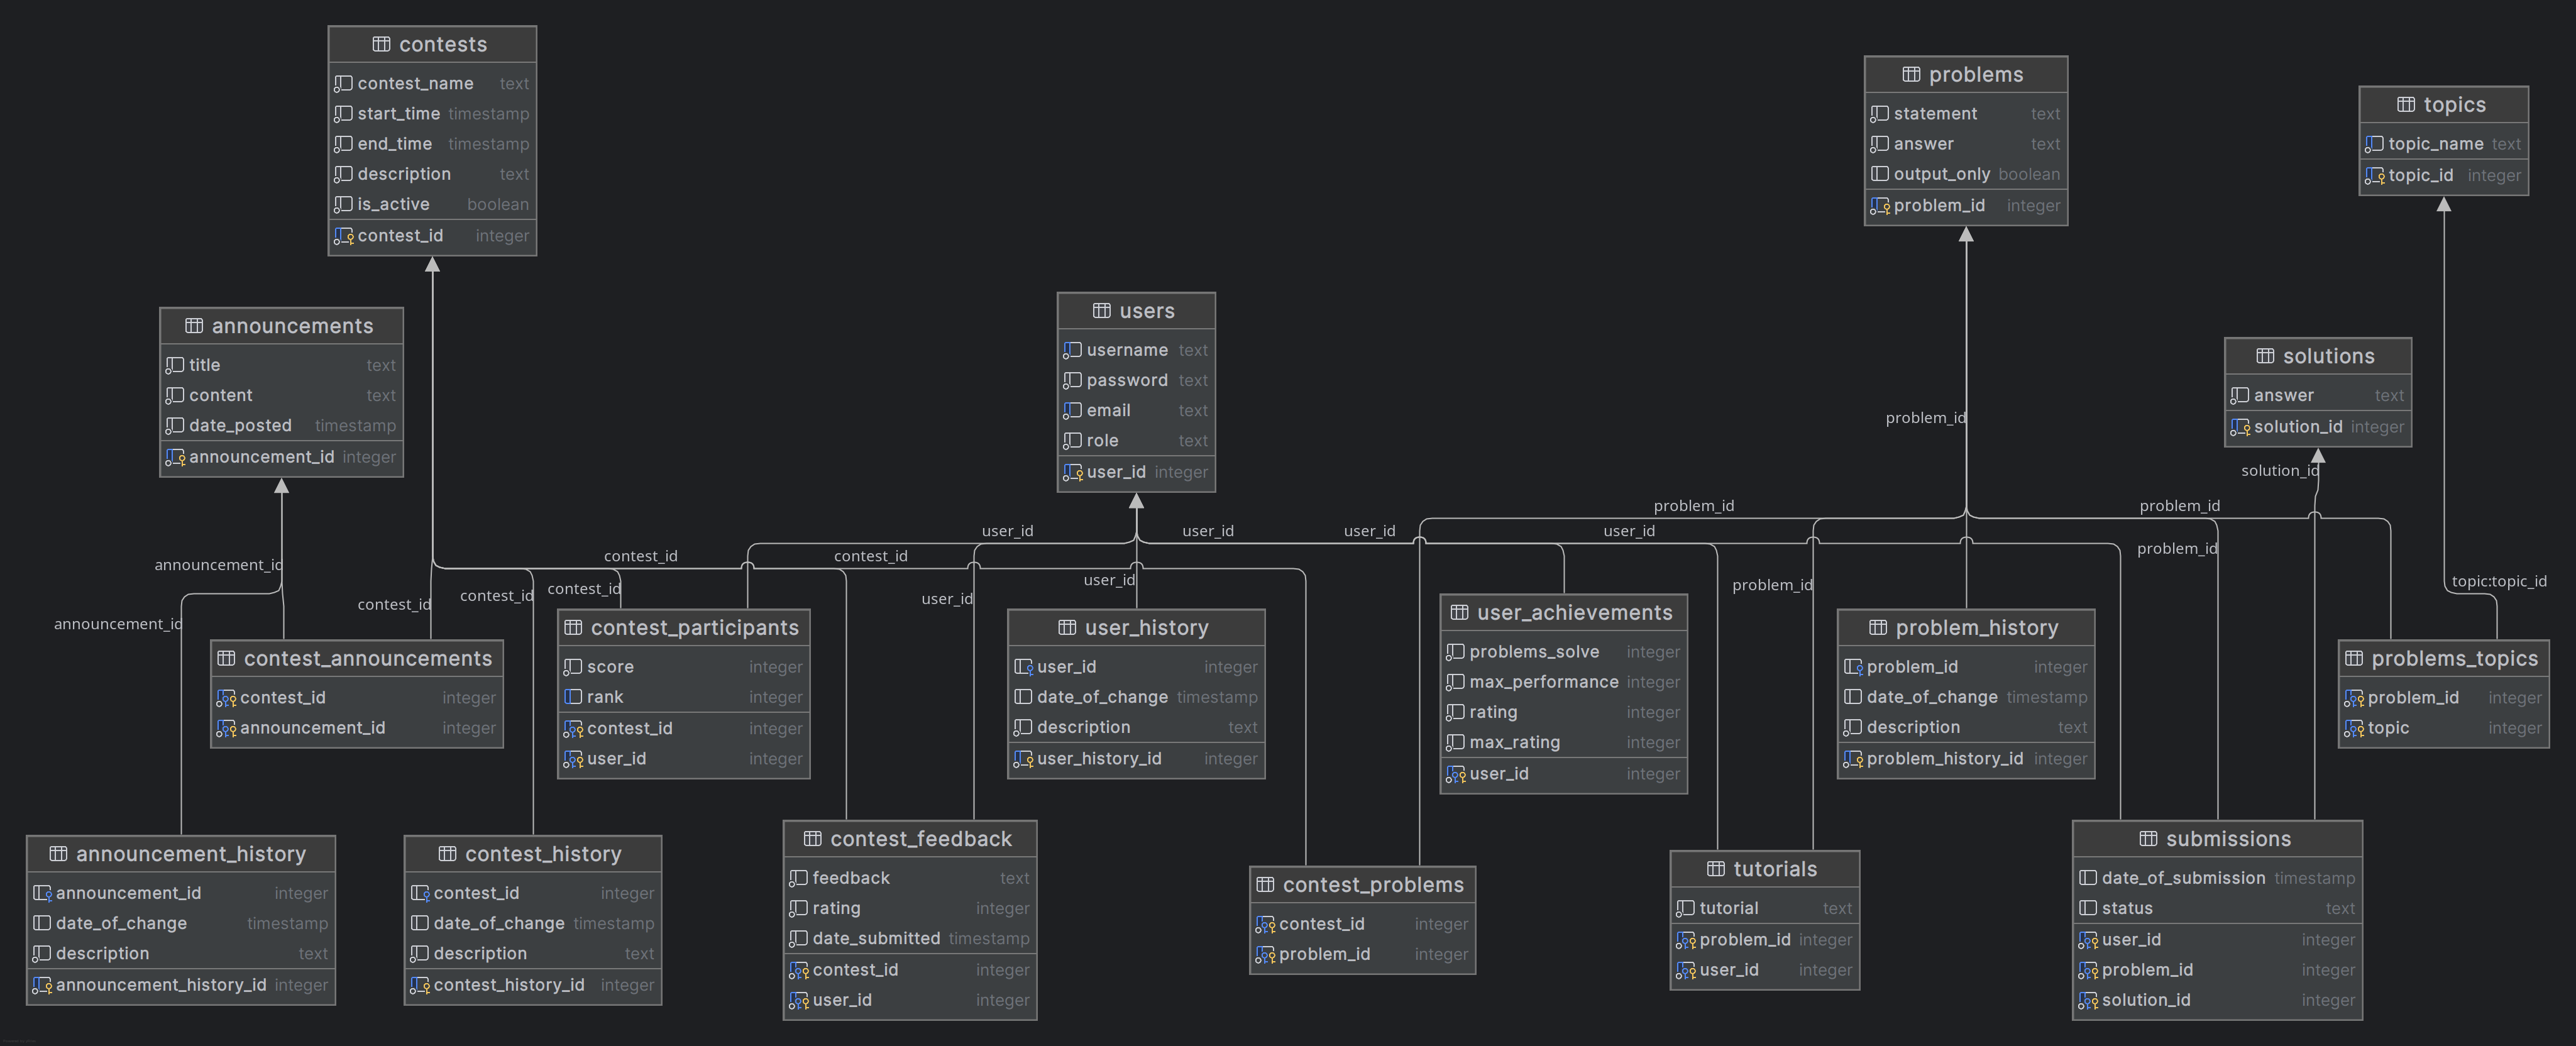 contests
contest_name text
start_time timestamp
end_time timestamp
description text
is_active boolean
contest_id integer
problems
statement text
answer text
output_only boolean
problem_id integer
topics
topic_name text
topic_id integer
announcements
title text
content text
date_posted timestamp
announcement_id integer
users
username text
password text
email text
role text
user_id integer
solutions
answer text
solution_id integer
problem_id
solution_id
problem_id
problem_id
user_id
user_id
user_id
user_id
problem_id
contest_id
contest_id
announcement_id
user_id
topic:topic_id
problem_id
contest_id
contest_id
contest_id
user_id
announcement_id
contest_announcements
contest_id integer
announcement_id integer
contest_participants
score integer
rank integer
contest_id integer
user_id integer
user_history
user_id integer
date_of_change timestamp
description text
user_history_id integer
user_achievements
problems_solve integer
max_performance integer
rating integer
max_rating integer
user_id integer
problem_history
problem_id integer
date_of_change timestamp
description text
problem_history_id integer
problems_topics
problem_id integer
topic integer
announcement_history
announcement_id integer
date_of_change timestamp
description text
announcement_history_id integer
contest_history
contest_id integer
date_of_change timestamp
description text
contest_history_id integer
contest_feedback
feedback text
rating integer
date_submitted timestamp
contest_id integer
user_id integer
contest_problems
contest_id integer
problem_id integer
tutorials
tutorial text
problem_id integer
user_id integer
submissions
date_of_submission timestamp
status text
user_id integer
problem_id integer
solution_id integer